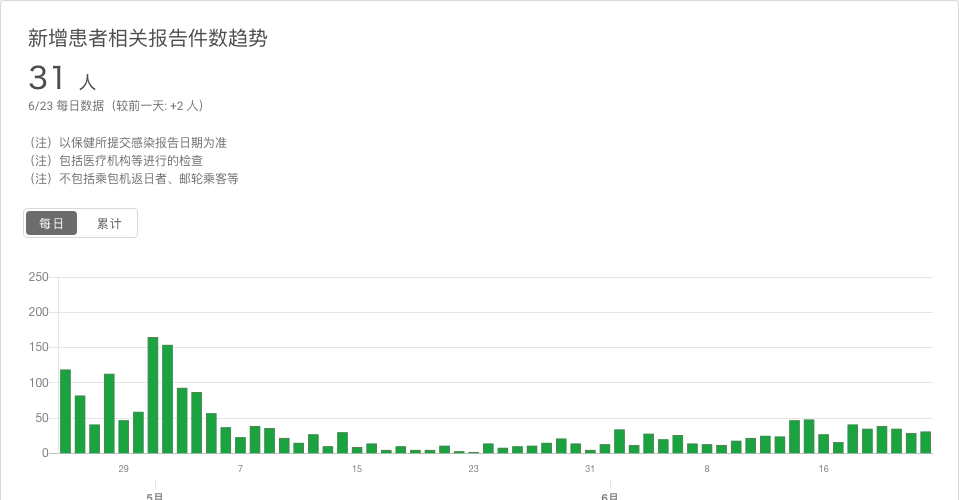 新增患者相关报告件数趋势
31 人
6/23 每日数据（较前一天: +2 人）
（注）以保健所提交感染报告日期为准
（注）包括医疗机构等进行的检查
（注）不包括乘包机返日者、邮轮乘客等
每日 累计
250
200
150
100
50
0
29 7 15 23 31 8 16
5月 6月